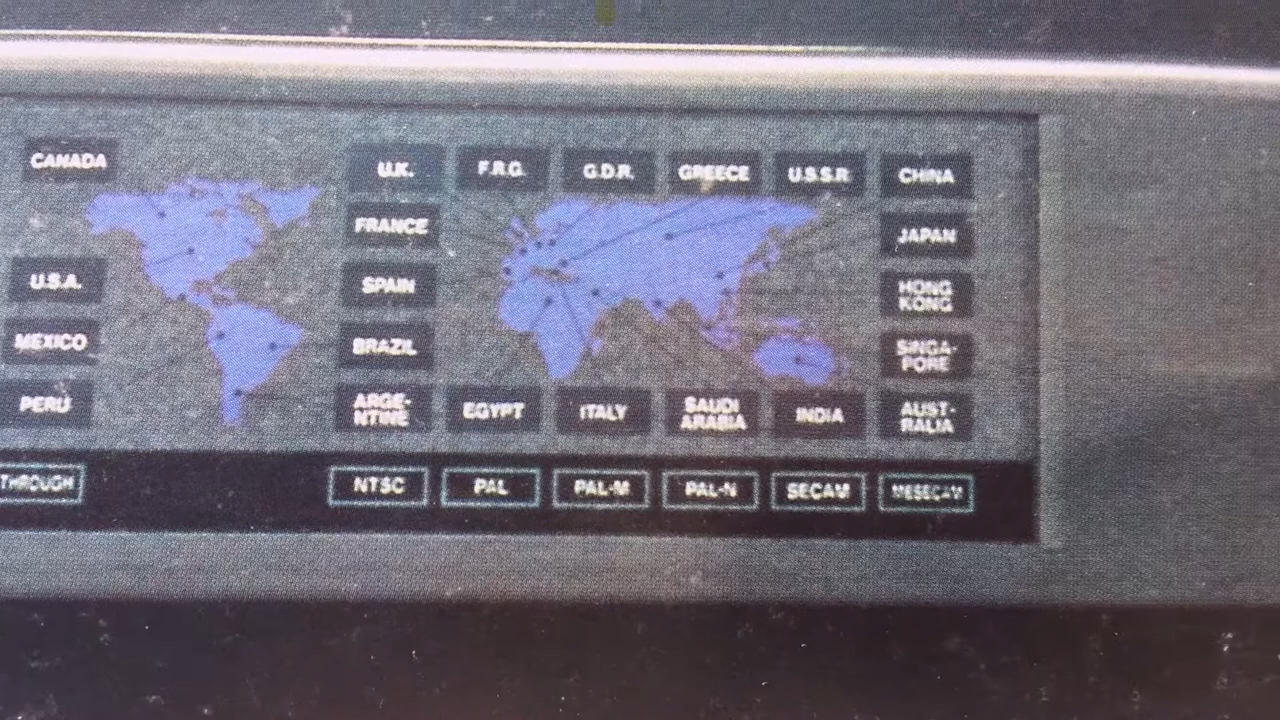 CANADA
U.K.
F.R.G.
G.D.R.
GREECE
U.S.S.R
CHINA
FRANCE
JAPAN
U.S.A.
SPAIN
HONG
KONG
MEXICO
BRAZIL
SINGA-
PORE
PERU
ARGE-
NTINE
EGYPT
ITALY
SAUDI
ARABIA
INDIA
AUST-
RALIA
THROUGH
NTSC
PAL
PAL-M
PAL-N
SECAM
MESECAM